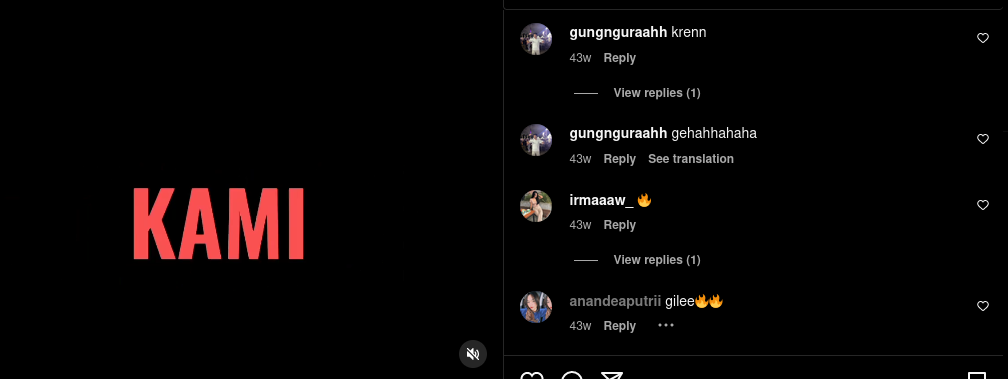 KAMI
gungnguraahh krenn
43w Reply
View replies (1)
gungnguraahh gehahhahaha
43w Reply See translation
irmaaaw_ 🔥
43w Reply
View replies (1)
anandeaputrii gilee🔥🔥
43w Reply